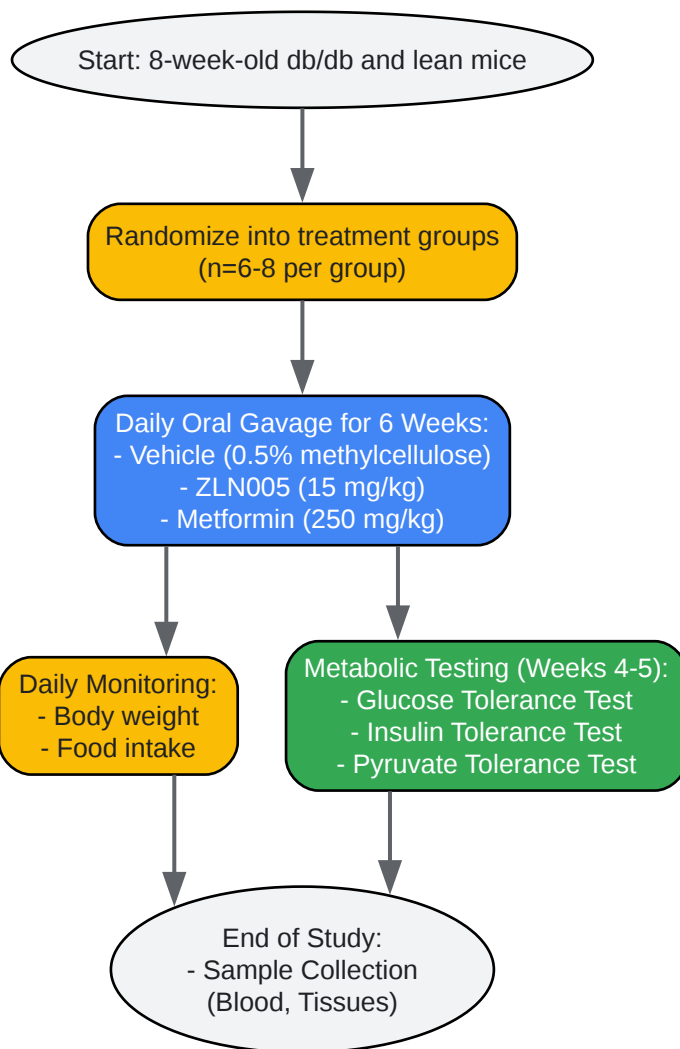 Start: 8-week-old db/db and lean mice
Randomize into treatment groups
(n=6-8 per group)
Daily Oral Gavage for 6 Weeks:
- Vehicle (0.5% methylcellulose)
- ZLN005 (15 mg/kg)
- Metformin (250 mg/kg)
Daily Monitoring:
- Body weight
- Food intake
Metabolic Testing (Weeks 4-5):
- Glucose Tolerance Test
- Insulin Tolerance Test
- Pyruvate Tolerance Test
End of Study:
- Sample Collection
(Blood, Tissues)